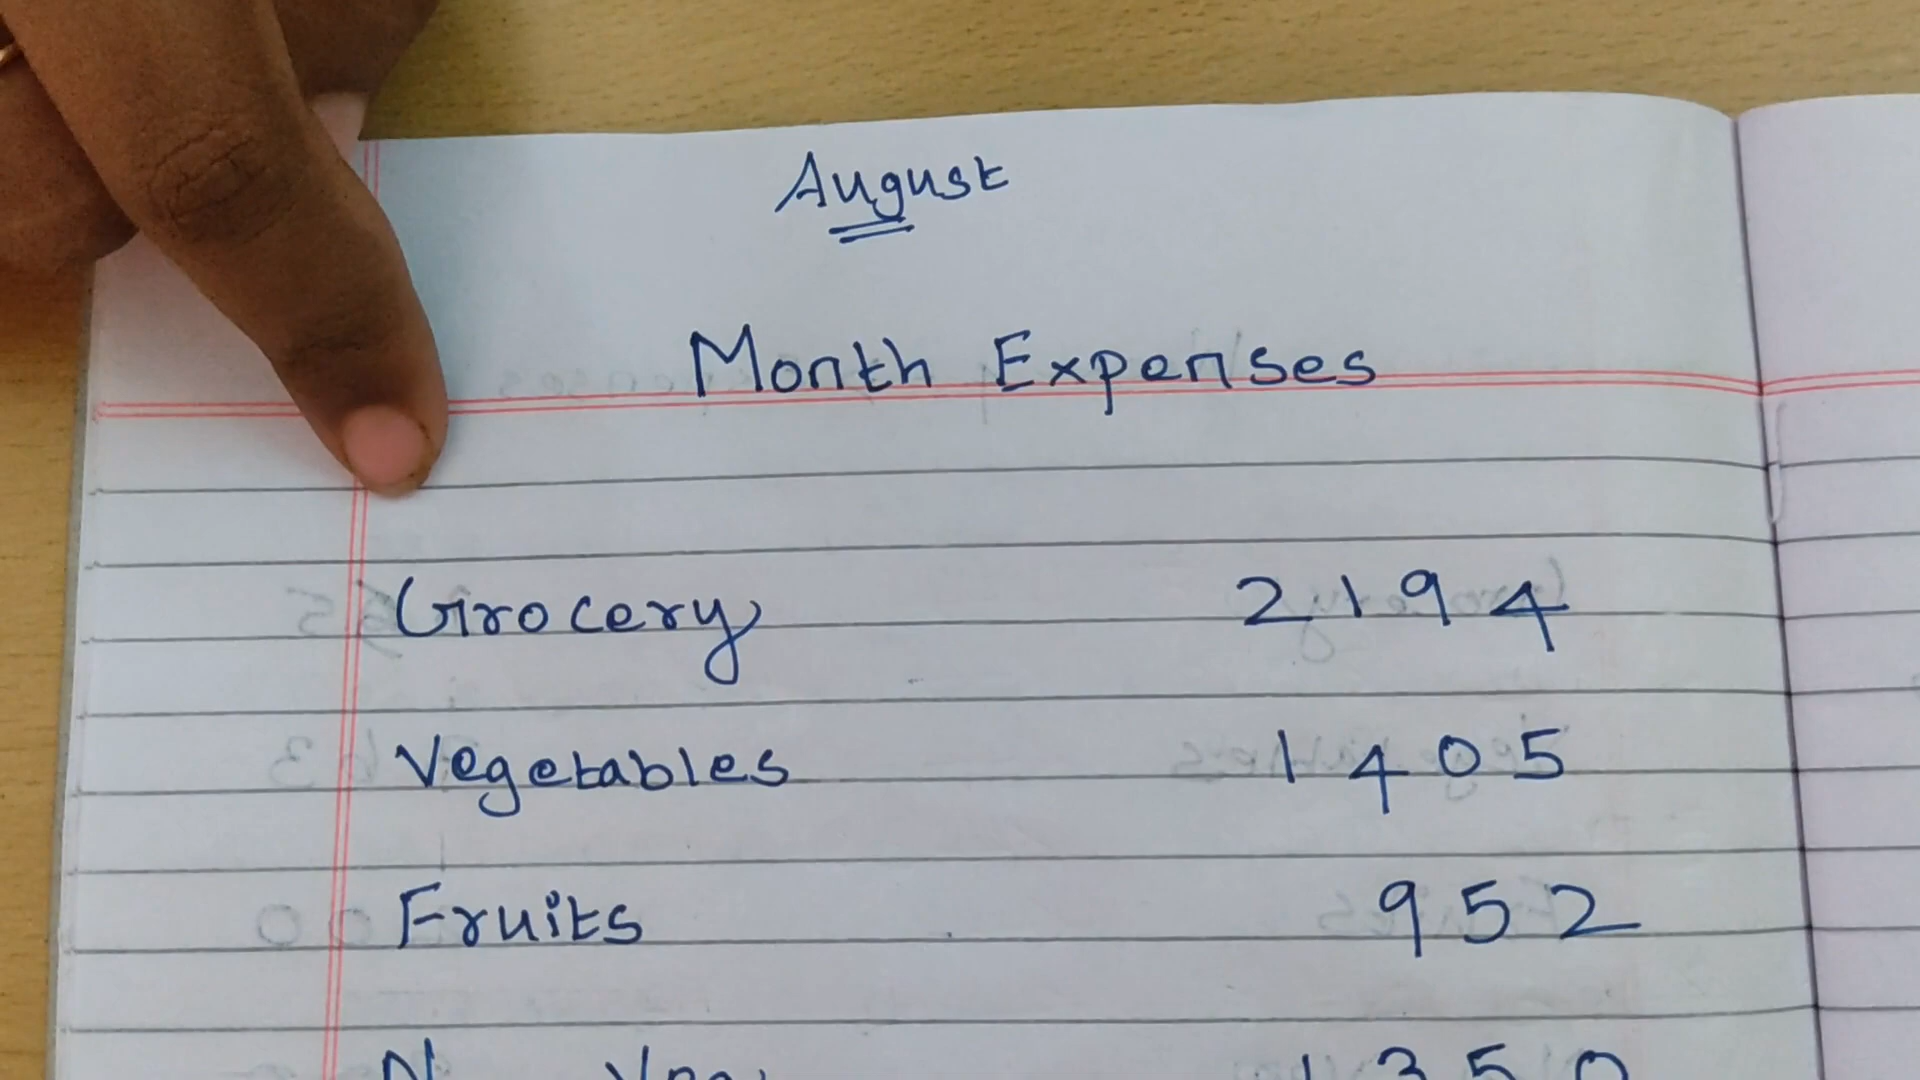 August
Month Expenses
Grocery 2194
Vegetables 1405
Fruits 952